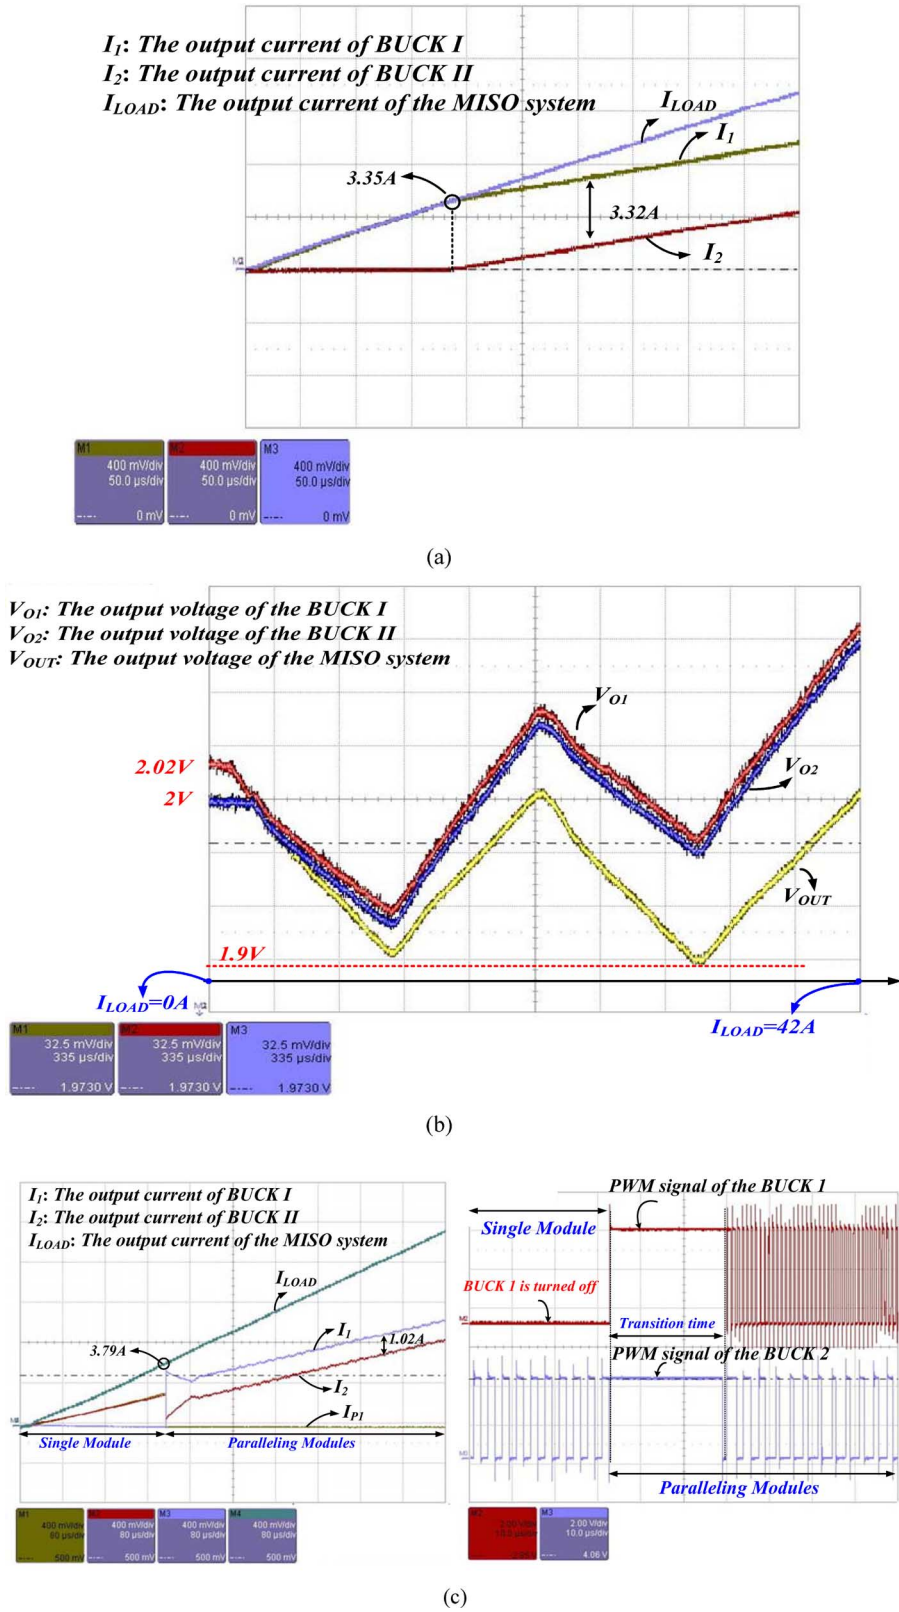 I1: The output current of BUCK I
I2: The output current of BUCK II
ILOAD: The output current of the MISO system
ILOAD
I1
3.35A
3.32A
I2
M1
400 mV/div
50.0 µs/div
0 mV
400 mV/div
50.0 µs/div
0 mV
M3
400 mV/div
50.0 µs/div
0 mV
(a)
VO1: The output voltage of the BUCK I
VO2: The output voltage of the BUCK II
VOUT: The output voltage of the MISO system
VO1
2.02V
VO2
2V
VOUT
1.9V
ILOAD=0A
ILOAD=42A
M1
32.5 mV/div
335 µs/div
1.9730 V
M2
32.5 mV/div
335 µs/div
1.9730 V
M3
32.5 mV/div
335 µs/div
1.9730 V
(b)
I1: The output current of BUCK I
I2: The output current of BUCK II
ILOAD: The output current of the MISO system
ILOAD
I1
1.02A
3.79A
I2
IP1
Single Module
Paralleling Modules
M1
400 mV/div
80 µs/div
500 mV
400 mV/div
80 µs/div
500 mV
M3
400 mV/div
80 µs/div
500 mV
M4
400 mV/div
80 µs/div
500 mV
PWM signal of the BUCK 1
Single Module
BUCK 1 is turned off
Transition time
PWM signal of the BUCK 2
Paralleling Modules
M2
2.00 V/div
10.0 µs/div
M3
2.00 V/div
10.0 µs/div
4.06 V
(c)